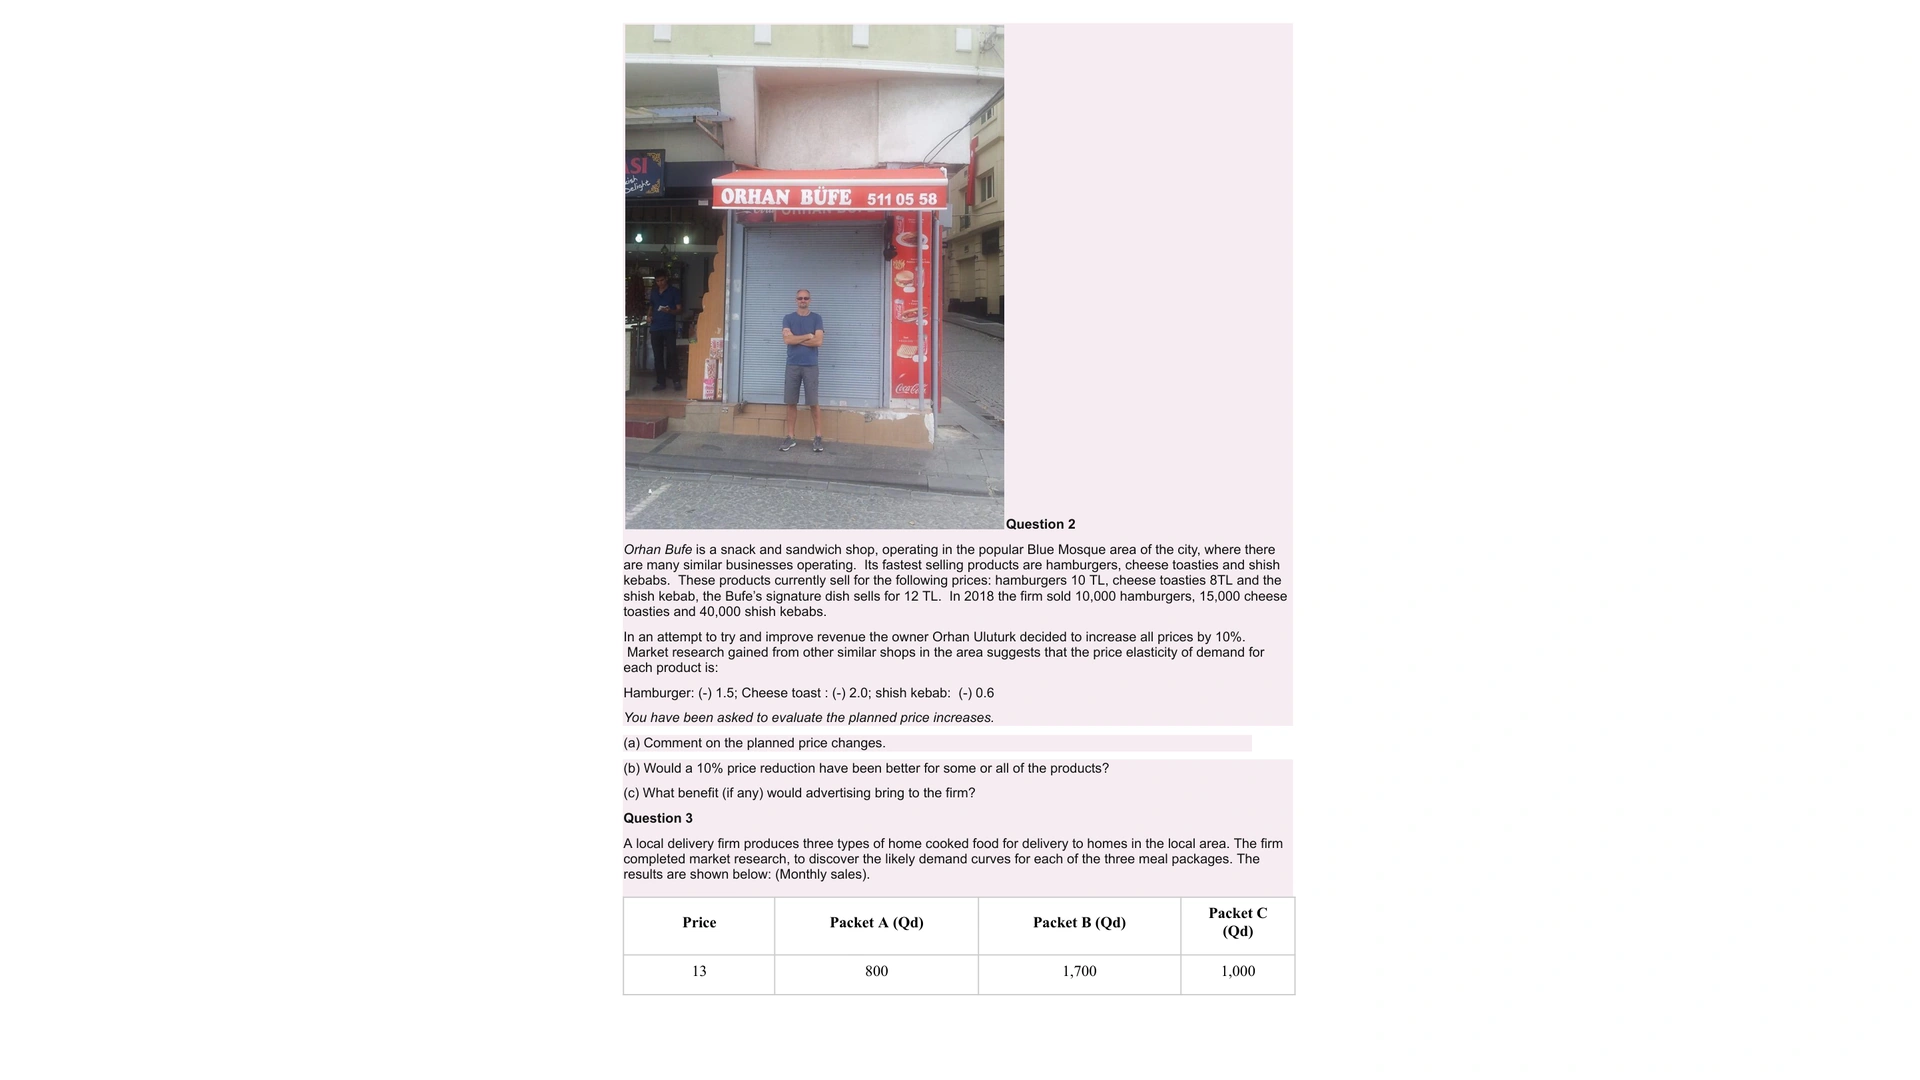 ASI
ish
Delight
ORHAN BÜFE 511 05 58
Coca-Cola
Question 2
Orhan Bufe is a snack and sandwich shop, operating in the popular Blue Mosque area of the city, where there
are many similar businesses operating.  Its fastest selling products are hamburgers, cheese toasties and shish
kebabs.  These products currently sell for the following prices: hamburgers 10 TL, cheese toasties 8TL and the
shish kebab, the Bufe's signature dish sells for 12 TL.  In 2018 the firm sold 10,000 hamburgers, 15,000 cheese
toasties and 40,000 shish kebabs.
In an attempt to try and improve revenue the owner Orhan Uluturk decided to increase all prices by 10%.
Market research gained from other similar shops in the area suggests that the price elasticity of demand for
each product is:
Hamburger: (-) 1.5; Cheese toast : (-) 2.0; shish kebab:  (-) 0.6
You have been asked to evaluate the planned price increases.
(a) Comment on the planned price changes.
(b) Would a 10% price reduction have been better for some or all of the products?
(c) What benefit (if any) would advertising bring to the firm?
Question 3
A local delivery firm produces three types of home cooked food for delivery to homes in the local area. The firm
completed market research, to discover the likely demand curves for each of the three meal packages. The
results are shown below: (Monthly sales).
Price Packet A (Qd) Packet B (Qd) Packet C
(Qd)
13 800 1,700 1,000